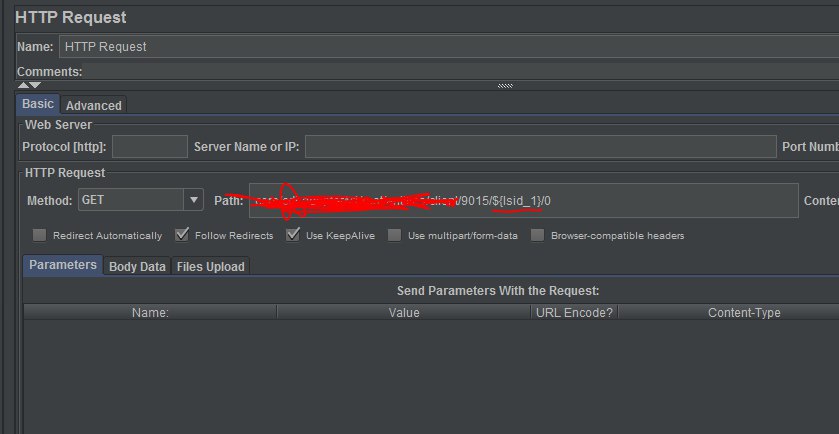 HTTP Request
Name: HTTP Request
Comments:
Basic Advanced
Web Server
Protocol [http]: Server Name or IP: Port Numb
HTTP Request
Method: GET Path: /client/9015/${lsid_1}/0 Conten
Redirect Automatically Follow Redirects Use KeepAlive Use multipart/form-data Browser-compatible headers
Parameters Body Data Files Upload
Send Parameters With the Request:
Name: Value URL Encode? Content-Type